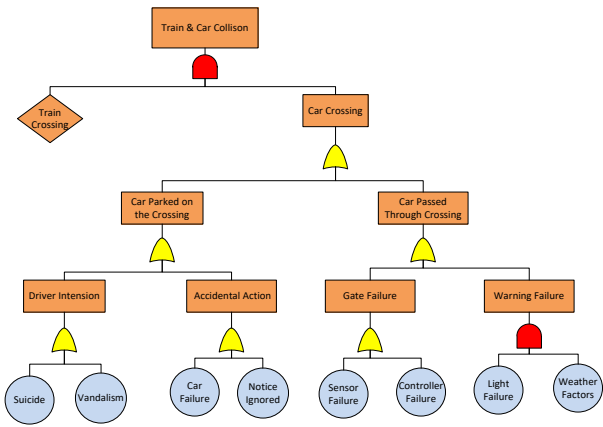 Train & Car Collison
Train
Crossing
Car Crossing
Car Parked on
the Crossing
Car Passed
Through Crossing
Driver Intension
Accidental Action
Gate Failure
Warning Failure
Suicide
Vandalism
Car
Failure
Notice
Ignored
Sensor
Failure
Controller
Failure
Light
Failure
Weather
Factors